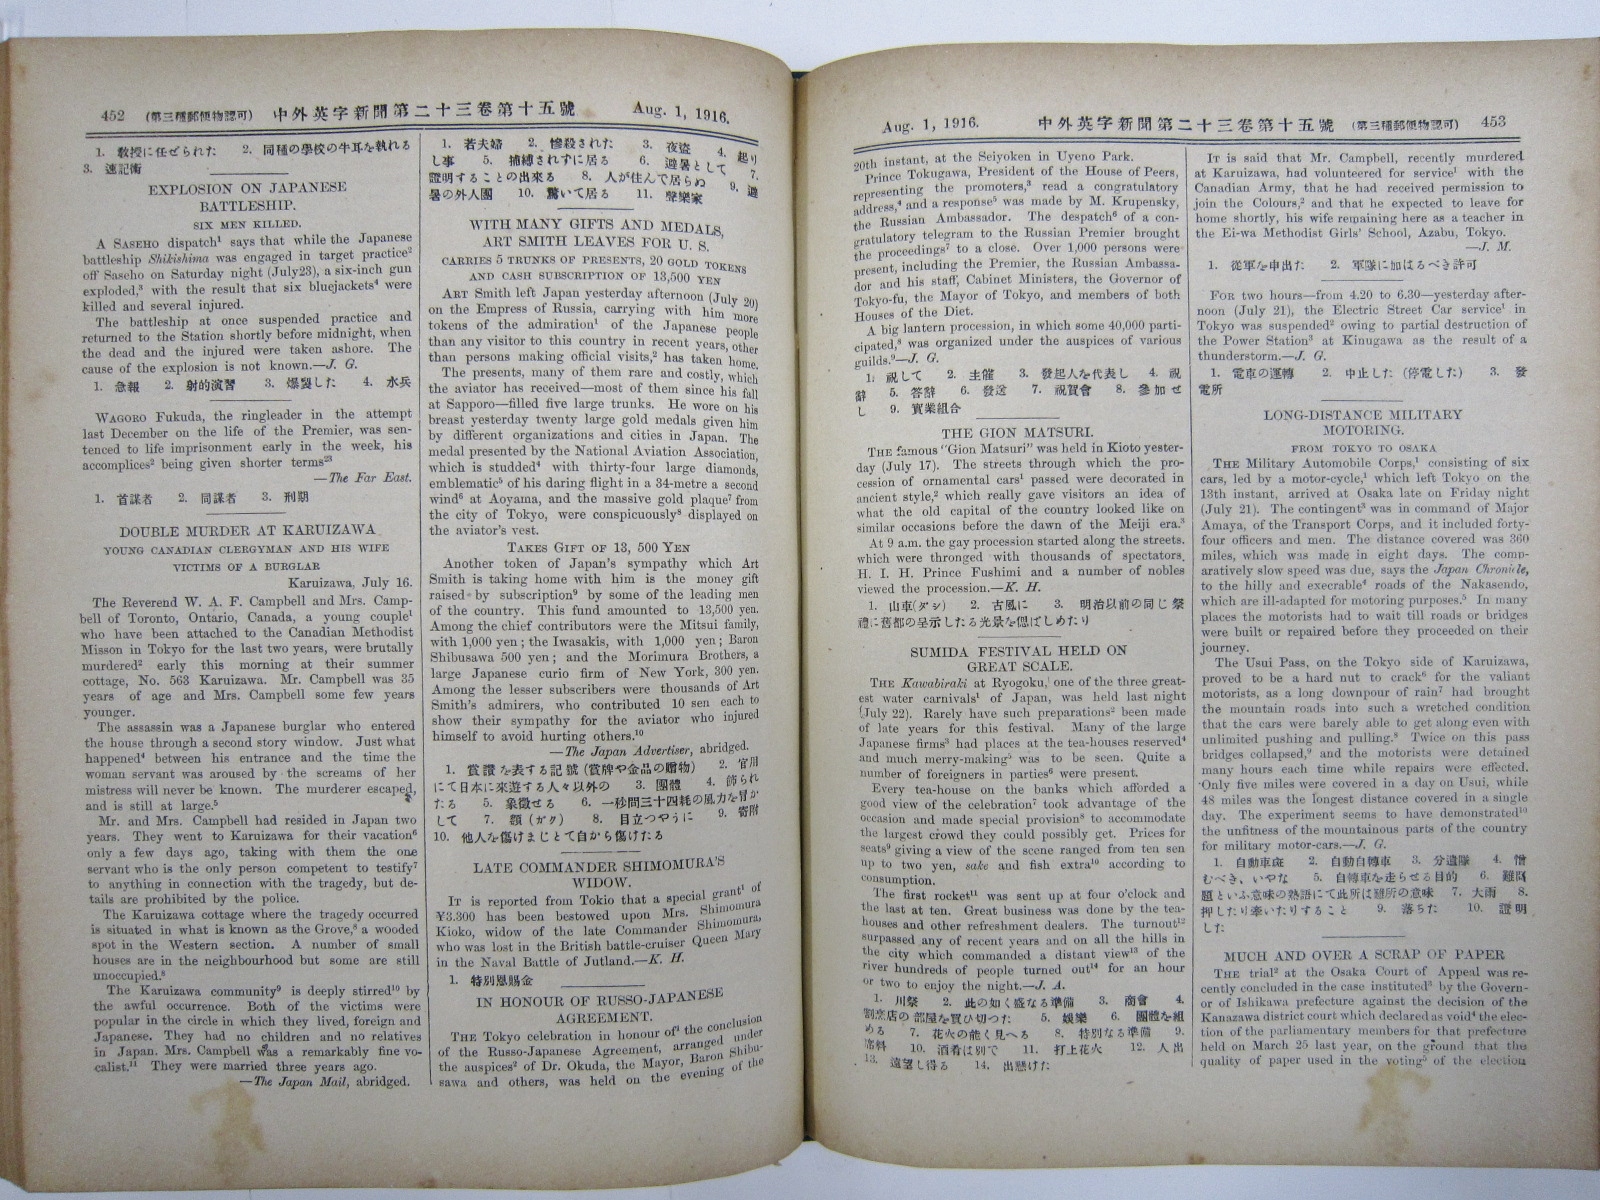 452 (第三種郵便物認可) 中外英字新聞第二十三卷第十五號 Aug. 1, 1916.
1. 教授に任ぜられた 2. 同種の學校の牛耳を執れる
3. 速記術
EXPLOSION ON JAPANESE
BATTLESHIP.
SIX MEN KILLED.
A SASEHO dispatch¹ says that while the Japanese
battleship Shikishima was engaged in target practice²
off Saseho on Saturday night (July23), a six-inch gun
exploded,³ with the result that six bluejackets⁴ were
killed and several injured.
The battleship at once suspended practice and
returned to the Station shortly before midnight, when
the dead and the injured were taken ashore. The
cause of the explosion is not known.—J. G.
1. 急報 2. 射的演習 3. 爆裂した 4. 水兵
WAGORO Fukuda, the ringleader in the attempt
last December on the life of the Premier, was sen-
tenced to life imprisonment early in the week, his
accomplices² being given shorter terms²³
—The Far East.
1. 首謀者 2. 同謀者 3. 刑期
DOUBLE MURDER AT KARUIZAWA
YOUNG CANADIAN CLERGYMAN AND HIS WIFE
VICTIMS OF A BURGLAR
Karuizawa, July 16.
The Reverend W. A. F. Campbell and Mrs. Camp-
bell of Toronto, Ontario, Canada, a young couple¹
who have been attached to the Canadian Methodist
Misson in Tokyo for the last two years, were brutally
murdered² early this morning at their summer
cottage, No. 563 Karuizawa. Mr. Campbell was 35
years of age and Mrs. Campbell some few years
younger.
The assassin was a Japanese burglar who entered
the house through a second story window. Just what
happened⁴ between his entrance and the time the
woman servant was aroused by the screams of her
mistress will never be known. The murderer escaped,
and is still at large.⁵
Mr. and Mrs. Campbell had resided in Japan two
years. They went to Karuizawa for their vacation⁶
only a few days ago, taking with them the one
servant who is the only person competent to testify⁷
to anything in connection with the tragedy, but de-
tails are prohibited by the police.
The Karuizawa cottage where the tragedy occurred
is situated in what is known as the Grove,⁸ a wooded
spot in the Western section. A number of small
houses are in the neighbourhood but some are still
unoccupied.⁸
The Karuizawa community⁹ is deeply stirred¹⁰ by
the awful occurrence. Both of the victims were
popular in the circle in which they lived, foreign and
Japanese. They had no children and no relatives
in Japan. Mrs. Campbell was a remarkably fine vo-
calist.¹¹ They were married three years ago.
—The Japan Mail, abridged.
1. 若夫婦 2. 慘殺された 3. 夜盜 4. 起り
し事 5. 捕縛されずに居る 6. 避暑として 7.
證明することの出來る 8. 人が住んで居らぬ 9. 避
暑の外人團 10. 驚いて居る 11. 聲樂家
WITH MANY GIFTS AND MEDALS,
ART SMITH LEAVES FOR U. S.
CARRIES 5 TRUNKS OF PRESENTS, 20 GOLD TOKENS
AND CASH SUBSCRIPTION OF 13,500 YEN
ART Smith left Japan yesterday afternoon (July 20)
on the Empress of Russia, carrying with him more
tokens of the admiration¹ of the Japanese people
than any visitor to this country in recent years, other
than persons making official visits,² has taken home.
The presents, many of them rare and costly, which
the aviator has received—most of them since his fall
at Sapporo—filled five large trunks. He wore on his
breast yesterday twenty large gold medals given him
by different organizations and cities in Japan. The
medal presented by the National Aviation Association,
which is studded⁴ with thirty-four large diamonds,
emblematic⁵ of his daring flight in a 34-metre a second
wind⁶ at Aoyama, and the massive gold plaque⁷ from
the city of Tokyo, were conspicuously⁸ displayed on
the aviator's vest.
TAKES GIFT OF 13, 500 YEN
Another token of Japan's sympathy which Art
Smith is taking home with him is the money gift
raised by subscription⁹ by some of the leading men
of the country. This fund amounted to 13,500 yen.
Among the chief contributors were the Mitsui family,
with 1,000 yen; the Iwasakis, with 1,000 yen; Baron
Shibusawa 500 yen; and the Morimura Brothers, a
large Japanese curio firm of New York, 300 yen.
Among the lesser subscribers were thousands of Art
Smith's admirers, who contributed 10 sen each to
show their sympathy for the aviator who injured
himself to avoid hurting others.¹⁰
—The Japan Advertiser, abridged.
1. 賞讚を表する記號 (賞牌や金品の贈物) 2. 官用
にて日本に來遊する人々以外の 3. 團體 4. 飾られ
たる 5. 象徵せる 6. 一秒間三十四粍の風力を冒か
して 7. 額 (ガク) 8. 目立つやうに 9. 寄附
10. 他人を傷けまじとて自から傷けたる
LATE COMMANDER SHIMOMURA'S
WIDOW.
IT is reported from Tokio that a special grant¹ of
¥3.300 has been bestowed upon Mrs. Shimomura
Kioko, widow of the late Commander Shimomura,
who was lost in the British battle-cruiser Queen Mary
in the Naval Battle of Jutland.—K. H.
1. 特別恩賜金
IN HONOUR OF RUSSO-JAPANESE
AGREEMENT.
THE Tokyo celebration in honour of¹ the conclusion
of the Russo-Japanese Agreement, arranged under
the auspices² of Dr. Okuda, the Mayor, Baron Shibu-
sawa and others, was held on the evening of the
Aug. 1, 1916. 中外英字新聞第二十三卷第十五號 (第三種郵便物認可) 453
20th instant, at the Seiyoken in Uyeno Park.
Prince Tokugawa, President of the House of Peers,
representing the promoters,³ read a congratulatory
address,⁴ and a response⁵ was made by M. Krupensky,
the Russian Ambassador. The despatch⁶ of a con-
gratulatory telegram to the Russian Premier brought
the proceedings⁷ to a close. Over 1,000 persons were
present, including the Premier, the Russian Ambassa-
dor and his staff, Cabinet Ministers, the Governor of
Tokyo-fu, the Mayor of Tokyo, and members of both
Houses of the Diet.
A big lantern procession, in which some 40,000 parti-
cipated,⁸ was organized under the auspices of various
guilds.⁹—J. G.
1. 祝して 2. 主催 3. 發起人を代表し 4. 祝
辭 5. 答辭 6. 發送 7. 祝賀會 8. 參加せ
し 9. 實業組合
THE GION MATSURI.
THE famous "Gion Matsuri" was held in Kioto yester-
day (July 17). The streets through which the pro-
cession of ornamental cars¹ passed were decorated in
ancient style,² which really gave visitors an idea of
what the old capital of the country looked like on
similar occasions before the dawn of the Meiji era.³
At 9 a.m. the gay procession started along the streets.
which were thronged with thousands of spectators.
H. I. H. Prince Fushimi and a number of nobles
viewed the procession.—K. H.
1. 山車(ダシ) 2. 古風に 3. 明治以前の同じ祭
禮に舊都の呈示したる光景を偲ばしめたり
SUMIDA FESTIVAL HELD ON
GREAT SCALE.
THE Kawabiraki at Ryogoku, one of the three great-
est water carnivals¹ of Japan, was held last night
(July 22). Rarely have such preparations² been made
of late years for this festival. Many of the large
Japanese firms³ had places at the tea-houses reserved⁴
and much merry-making⁵ was to be seen. Quite a
number of foreigners in parties⁶ were present.
Every tea-house on the banks which afforded a
good view of the celebration⁷ took advantage of the
occasion and made special provision⁸ to accommodate
the largest crowd they could possibly get. Prices for
seats⁹ giving a view of the scene ranged from ten sen
up to two yen, sake and fish extra¹⁰ according to
consumption.
The first rocket¹¹ was sent up at four o'clock and
the last at ten. Great business was done by the tea-
houses and other refreshment dealers. The turnout¹²
surpassed any of recent years and on all the hills in
the city which commanded a distant view¹³ of the
river hundreds of people turned out¹⁴ for an hour
or two to enjoy the night.—J. A.
1. 川祭 2. 此の如く盛なる準備 3. 商會 4.
割烹店の部屋を買ひ切つた 5. 娛樂 6. 團體を組
める 7. 花火の能く見へる 8. 特別なる準備 9.
席料 10. 酒肴は別で 11. 打上花火 12. 人出
13. 遠望し得る 14. 出懸けた
IT is said that Mr. Campbell, recently murdered
at Karuizawa, had volunteered for service¹ with the
Canadian Army, that he had received permission to
join the Colours,² and that he expected to leave for
home shortly, his wife remaining here as a teacher in
the Ei-wa Methodist Girls' School, Azabu, Tokyo.
—J. M.
1. 從軍を申出た 2. 軍隊に加はるべき許可
FOR two hours—from 4.20 to 6.30—yesterday after-
noon (July 21), the Electric Street Car service¹ in
Tokyo was suspended² owing to partial destruction of
the Power Station³ at Kinugawa as the result of a
thunderstorm.—J. G.
1. 電車の運轉 2. 中止した (停電した) 3. 發
電所
LONG-DISTANCE MILITARY
MOTORING.
FROM TOKYO TO OSAKA
THE Military Automobile Corps,¹ consisting of six
cars, led by a motor-cycle,¹ which left Tokyo on the
13th instant, arrived at Osaka late on Friday night
(July 21). The contingent³ was in command of Major
Amaya, of the Transport Corps, and it included forty-
four officers and men. The distance covered was 360
miles, which was made in eight days. The comp-
aratively slow speed was due, says the Japan Chronicle,
to the hilly and execrable⁴ roads of the Nakasendo,
which are ill-adapted for motoring purposes.⁵ In many
places the motorists had to wait till roads or bridges
were built or repaired before they proceeded on their
journey.
The Usui Pass, on the Tokyo side of Karuizawa,
proved to be a hard nut to crack⁶ for the valiant
motorists, as a long downpour of rain⁷ had brought
the mountain roads into such a wretched condition
that the cars were barely able to get along even with
unlimited pushing and pulling.⁸ Twice on this pass
bridges collapsed,⁹ and the motorists were detained
many hours each time while repairs were effected.
Only five miles were covered in a day on Usui, while
48 miles was the longest distance covered in a single
day. The experiment seems to have demonstrated¹⁰
the unfitness of the mountainous parts of the country
for military motor-cars.—J. G.
1. 自動車隊 2. 自動自轉車 3. 分遣隊 4. 憎
むべき、いやな 5. 自轉車を走らせる目的 6. 難問
題といふ意味の熟語にて此所は難所の意味 7. 大雨 8.
押したり牽いたりすること 9. 落ちた 10. 證明
した
MUCH AND OVER A SCRAP OF PAPER
THE trial² at the Osaka Court of Appeal was re-
cently concluded in the case instituted³ by the Govern-
or of Ishikawa prefecture against the decision of the
Kanazawa district court which declared as void⁴ the elec-
tion of the parliamentary members for that prefecture
held on March 25 last year, on the ground that the
quality of paper used in the voting⁵ of the election